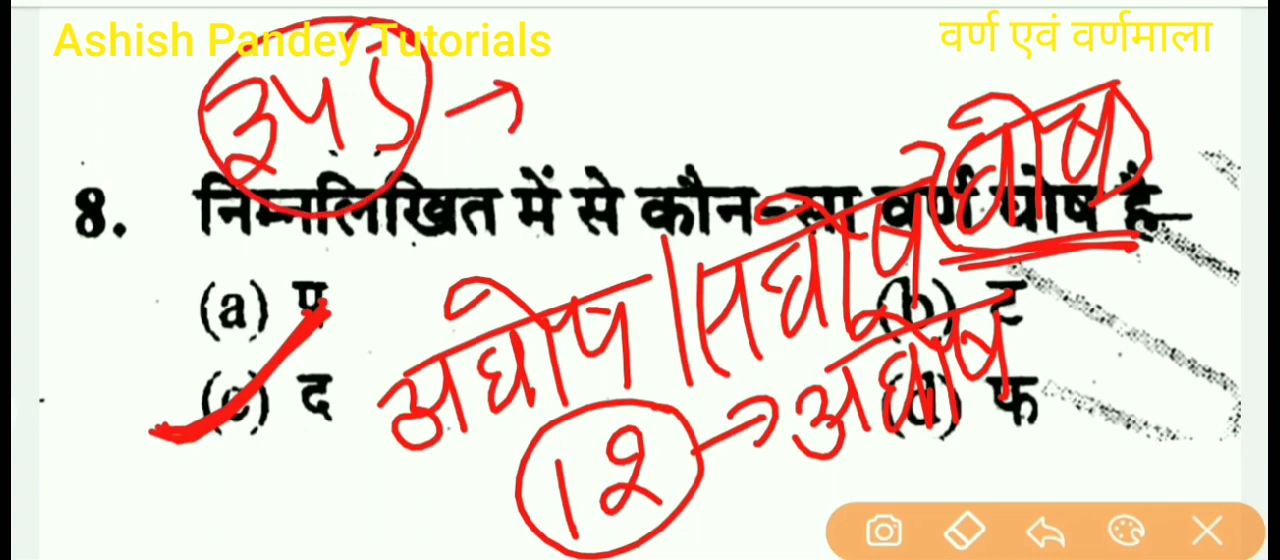 Ashish Pandey Tutorials
वर्ण एवं वर्णमाला
345
8. निम्नलिखित में से कौन-सा वर्ण घोष है-
घोष
अघोष | सघोष
(a) प (b) ट
(c) द (d) फ
12 → अघोष